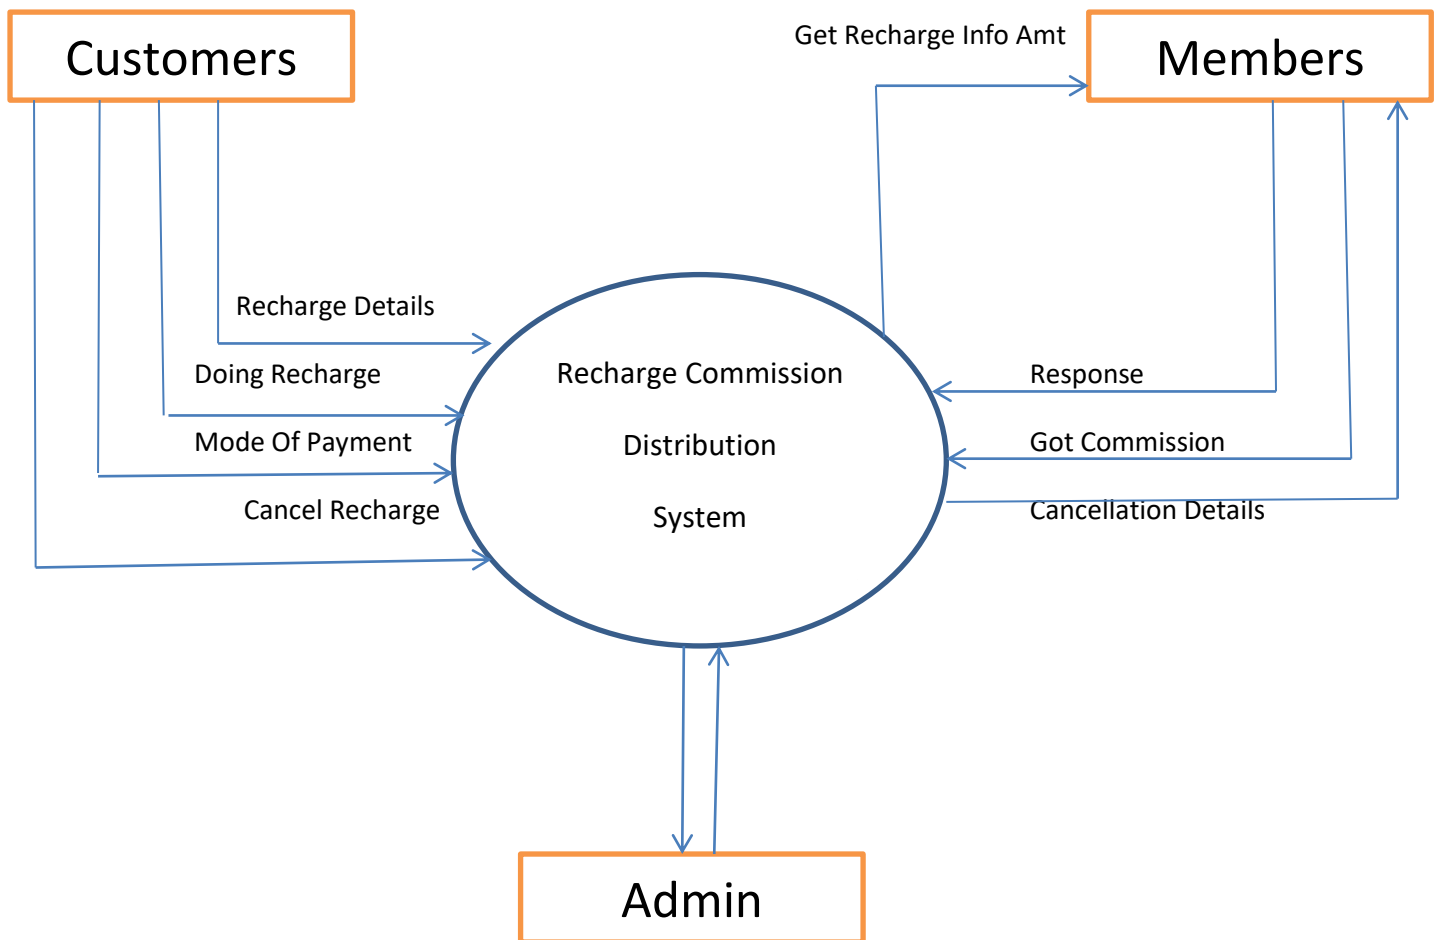 Customers
Get Recharge Info Amt
Members
Recharge Details
Doing Recharge
Mode Of Payment
Cancel Recharge
Recharge Commission
Distribution
System
Response
Got Commission
Cancellation Details
Admin